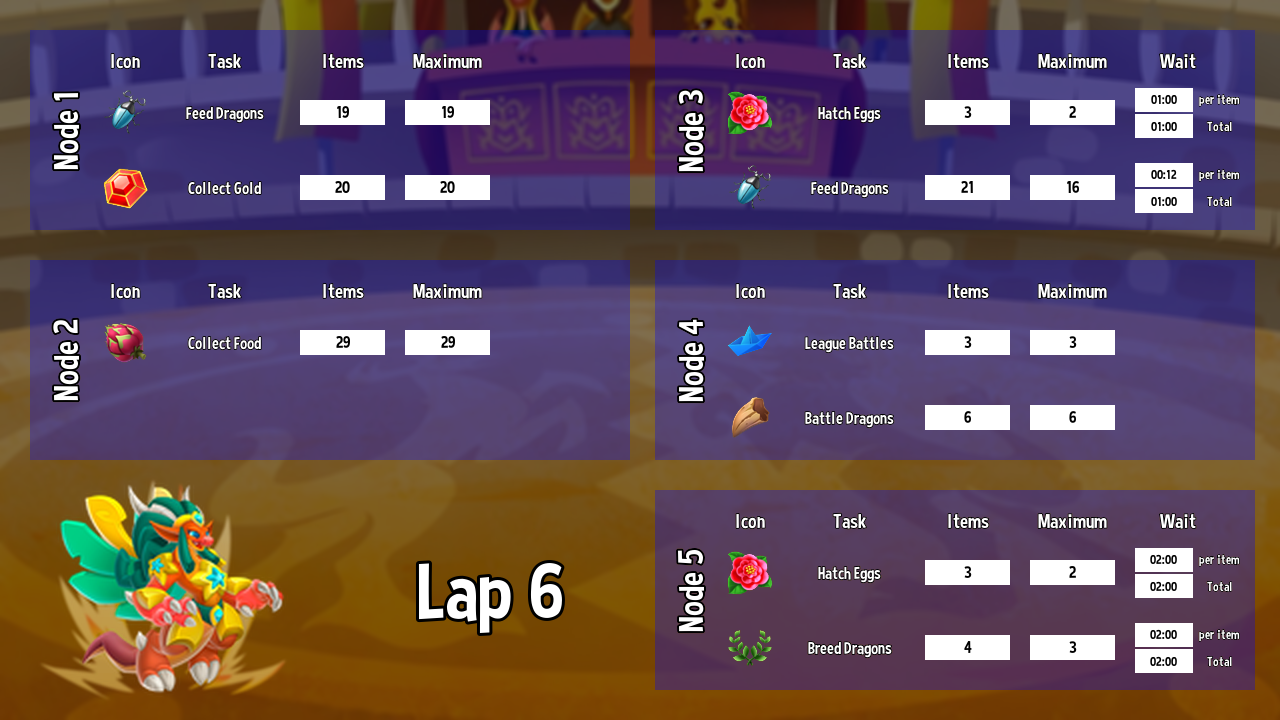 Node 1
Icon Task Items Maximum
Feed Dragons 19 19
Collect Gold 20 20
Node 2
Icon Task Items Maximum
Collect Food 29 29
Node 3
Icon Task Items Maximum Wait
Hatch Eggs 3 2 01:00 per item
01:00 Total
Feed Dragons 21 16 00:12 per item
01:00 Total
Node 4
Icon Task Items Maximum
League Battles 3 3
Battle Dragons 6 6
Node 5
Icon Task Items Maximum Wait
Hatch Eggs 3 2 02:00 per item
02:00 Total
Breed Dragons 4 3 02:00 per item
02:00 Total
Lap 6